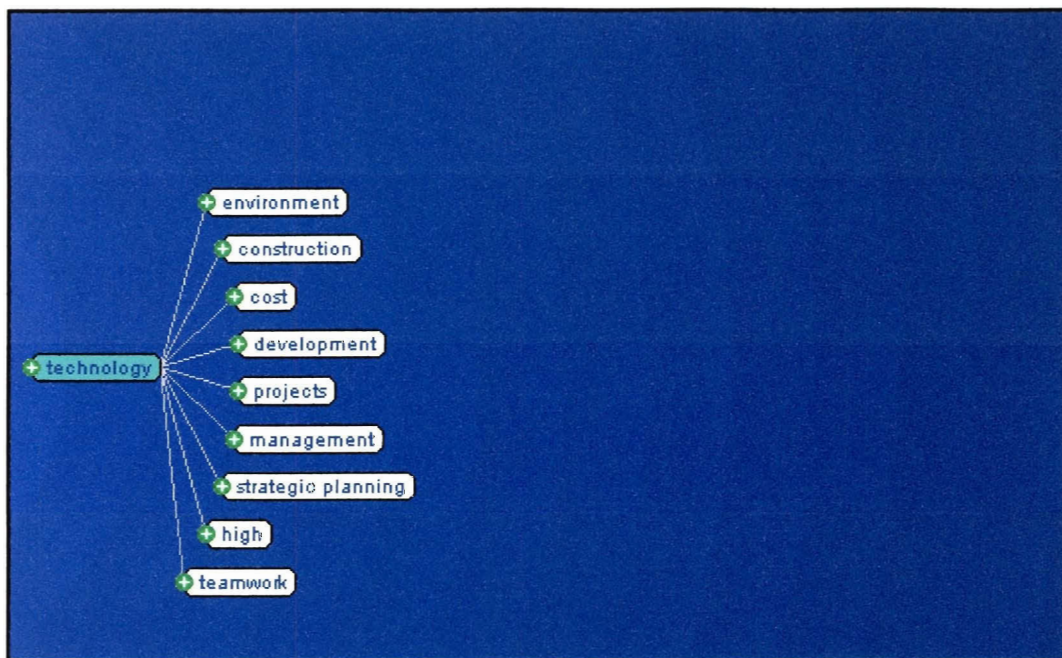 environment
construction
cost
development
technology
projects
management
strategic planning
high
teamwork